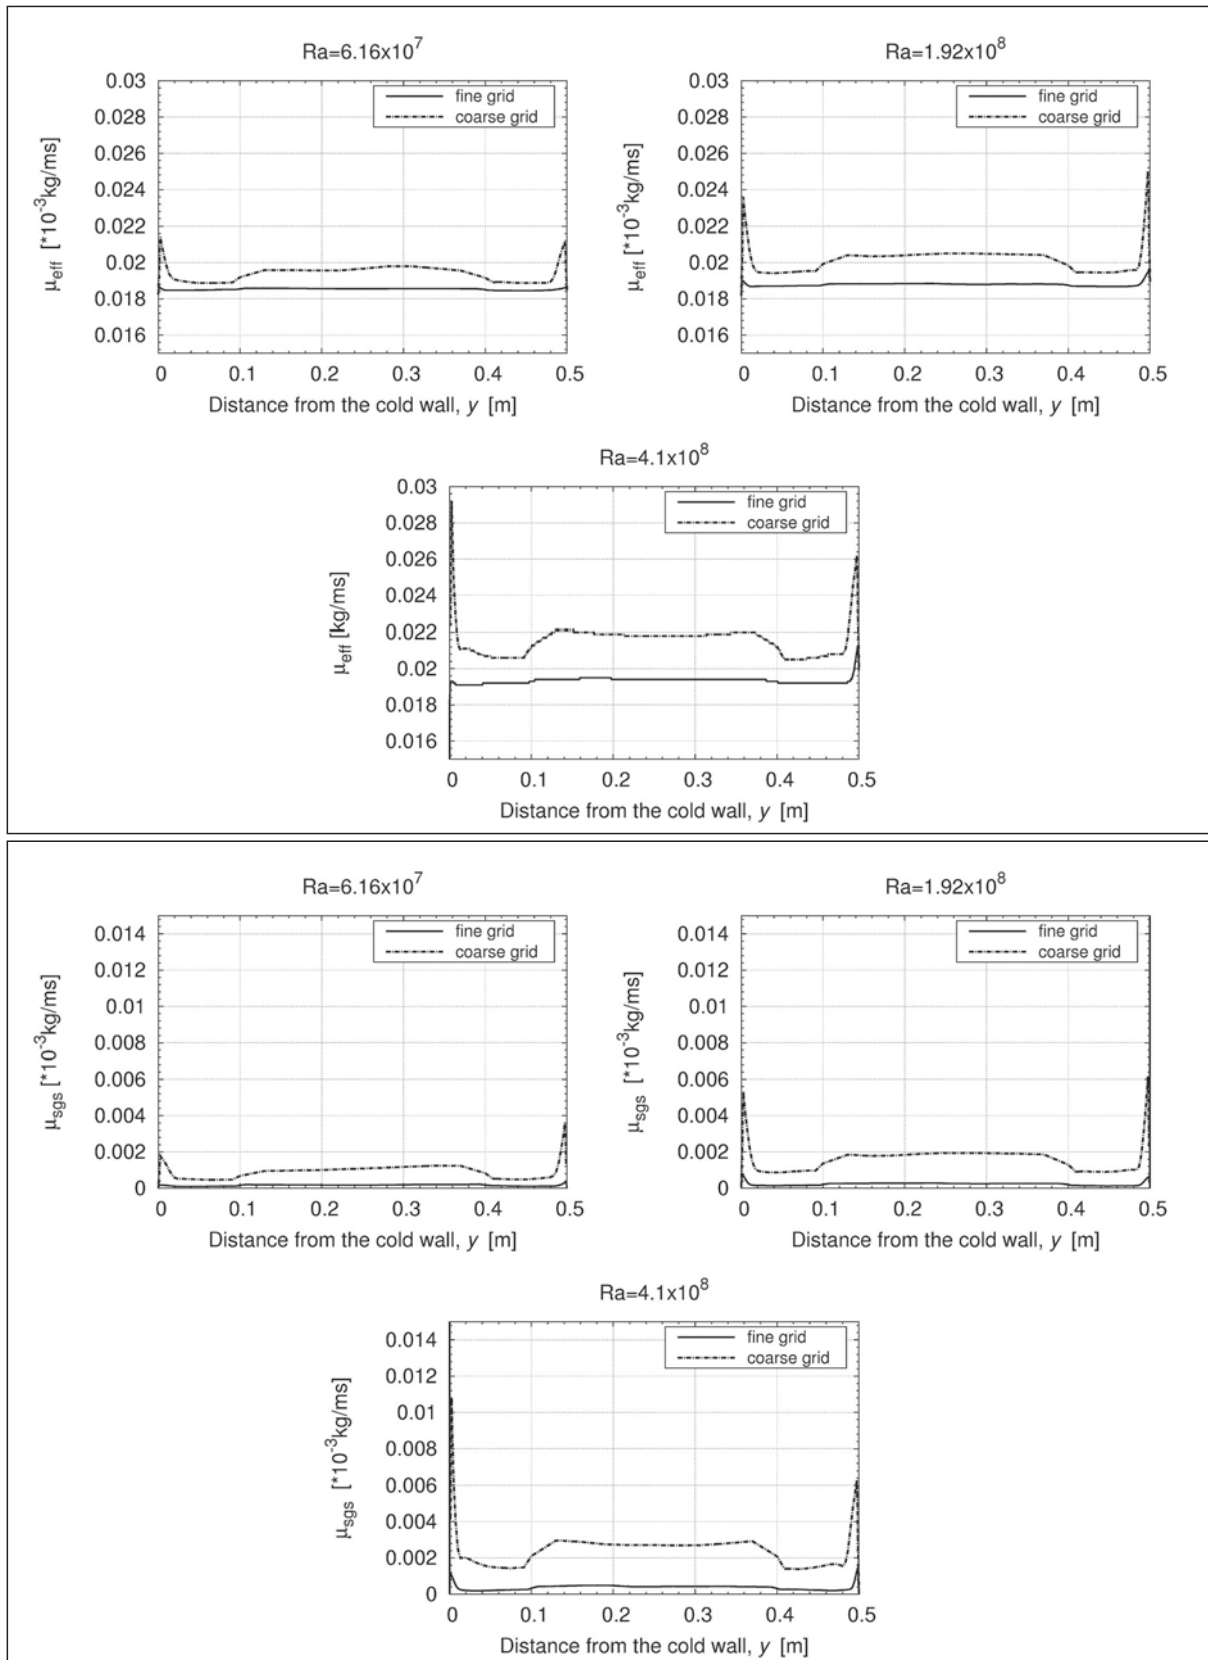 Ra=6.16x10^7
0.03
0.028
0.026
0.024
0.022
0.02
0.018
0.016
μeff [*10^-3kg/ms]
fine grid
coarse grid
0 0.1 0.2 0.3 0.4 0.5
Distance from the cold wall, y [m]
Ra=1.92x10^8
0.03
0.028
0.026
0.024
0.022
0.02
0.018
0.016
μeff [*10^-3kg/ms]
fine grid
coarse grid
0 0.1 0.2 0.3 0.4 0.5
Distance from the cold wall, y [m]
Ra=4.1x10^8
0.03
0.028
0.026
0.024
0.022
0.02
0.018
0.016
μeff [kg/ms]
fine grid
coarse grid
0 0.1 0.2 0.3 0.4 0.5
Distance from the cold wall, y [m]
Ra=6.16x10^7
0.014
0.012
0.01
0.008
0.006
0.004
0.002
0
μsgs [*10^-3kg/ms]
fine grid
coarse grid
0 0.1 0.2 0.3 0.4 0.5
Distance from the cold wall, y [m]
Ra=1.92x10^8
0.014
0.012
0.01
0.008
0.006
0.004
0.002
0
μsgs [*10^-3kg/ms]
fine grid
coarse grid
0 0.1 0.2 0.3 0.4 0.5
Distance from the cold wall, y [m]
Ra=4.1x10^8
0.014
0.012
0.01
0.008
0.006
0.004
0.002
0
μsgs [*10^-3kg/ms]
fine grid
coarse grid
0 0.1 0.2 0.3 0.4 0.5
Distance from the cold wall, y [m]